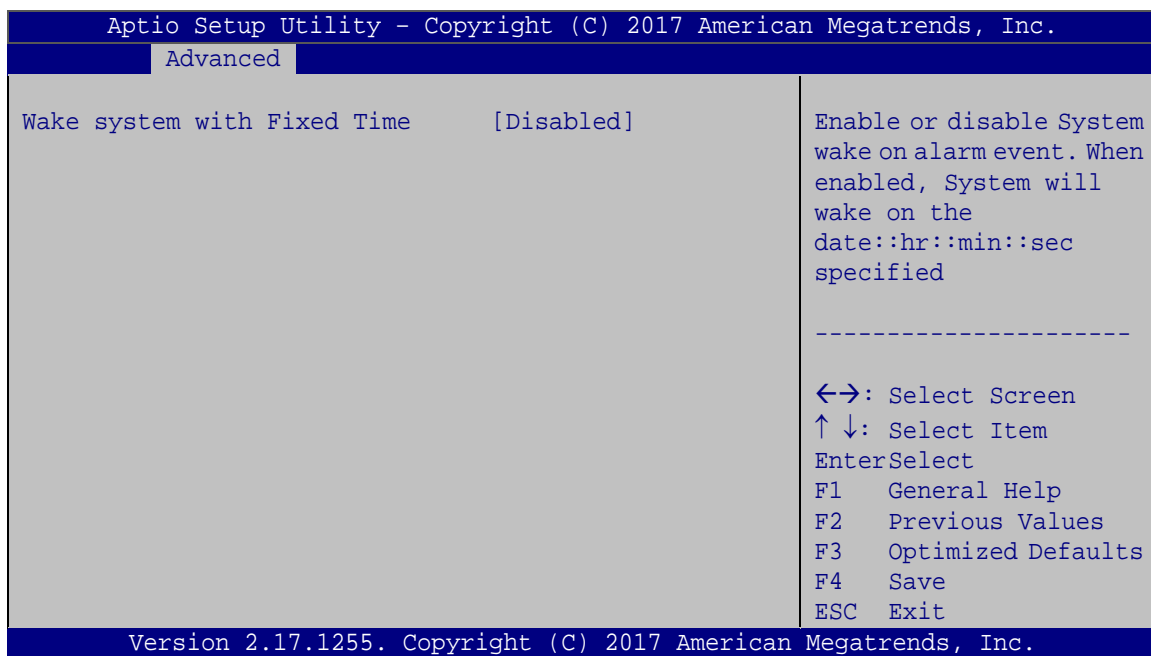 Aptio Setup Utility – Copyright (C) 2017 American Megatrends, Inc.
Advanced
Wake system with Fixed Time [Disabled]
Enable or disable System
wake on alarm event. When
enabled, System will
wake on the
date::hr::min::sec
specified
----------------------
←→: Select Screen
↑ ↓: Select Item
EnterSelect
F1 General Help
F2 Previous Values
F3 Optimized Defaults
F4 Save
ESC Exit
Version 2.17.1255. Copyright (C) 2017 American Megatrends, Inc.